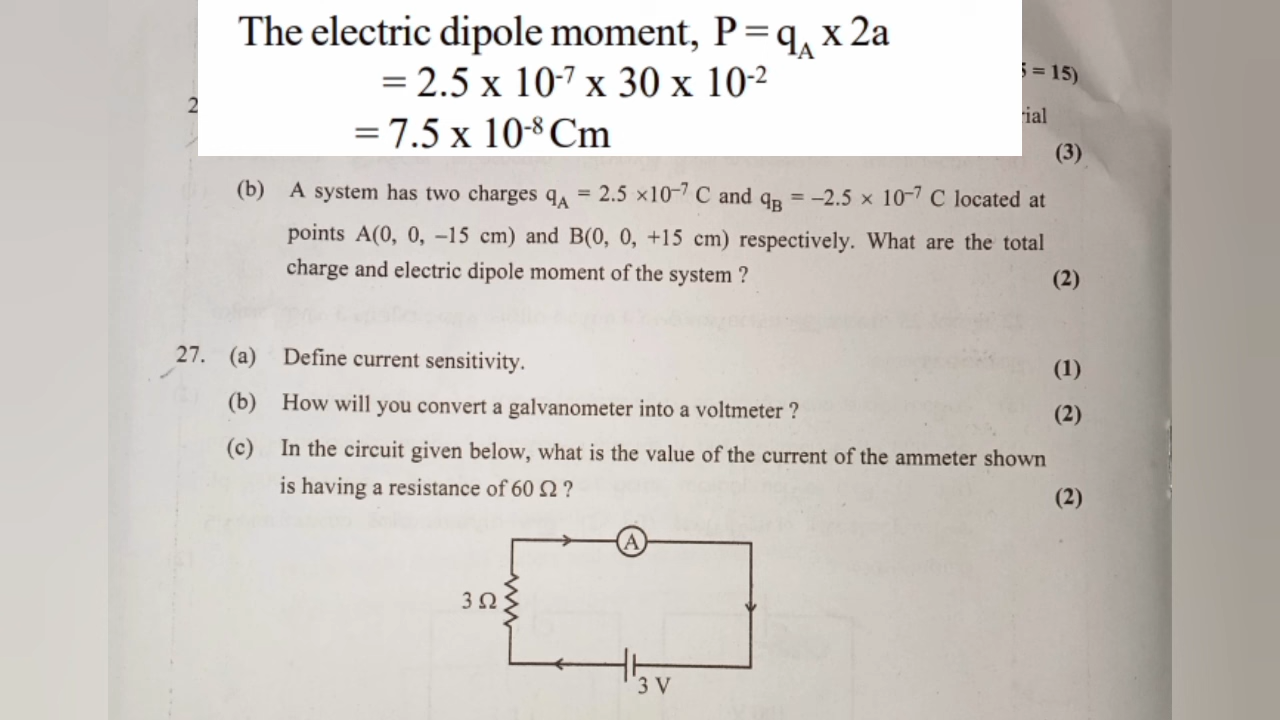 The electric dipole moment, P = q_A x 2a
= 2.5 x 10⁻⁷ x 30 x 10⁻²
= 7.5 x 10⁻⁸ Cm
= 15)
2
(3)
(b) A system has two charges q_A = 2.5 ×10⁻⁷ C and q_B = –2.5 × 10⁻⁷ C located at
points A(0, 0, –15 cm) and B(0, 0, +15 cm) respectively. What are the total
charge and electric dipole moment of the system ? (2)
27. (a) Define current sensitivity. (1)
(b) How will you convert a galvanometer into a voltmeter ? (2)
(c) In the circuit given below, what is the value of the current of the ammeter shown
is having a resistance of 60 Ω ? (2)
A
3 Ω
3 V